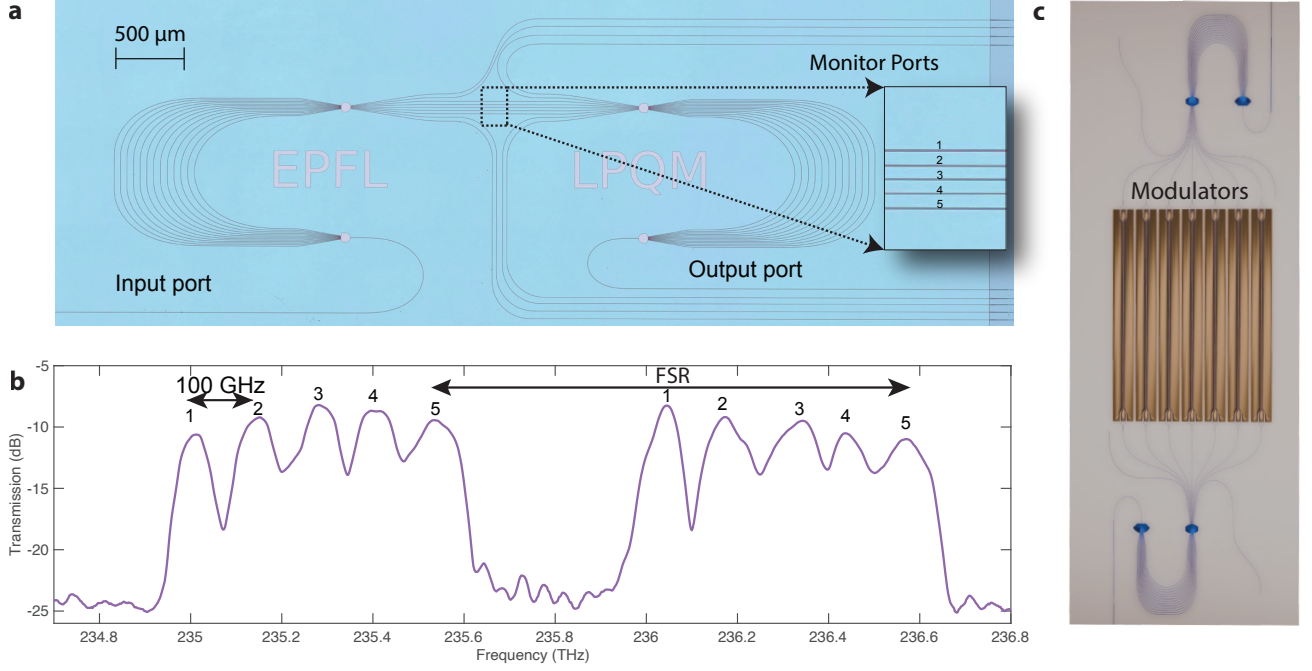 a
500 µm
Monitor Ports
1
2
3
4
5
EPFL
LPQM
Input port
Output port
c
Modulators
b
100 GHz
FSR
1
2
3
4
5
1
2
3
4
5
Transmission (dB)
-5
-10
-15
-20
-25
234.8
235
235.2
235.4
235.6
235.8
236
236.2
236.4
236.6
236.8
Frequency (THz)